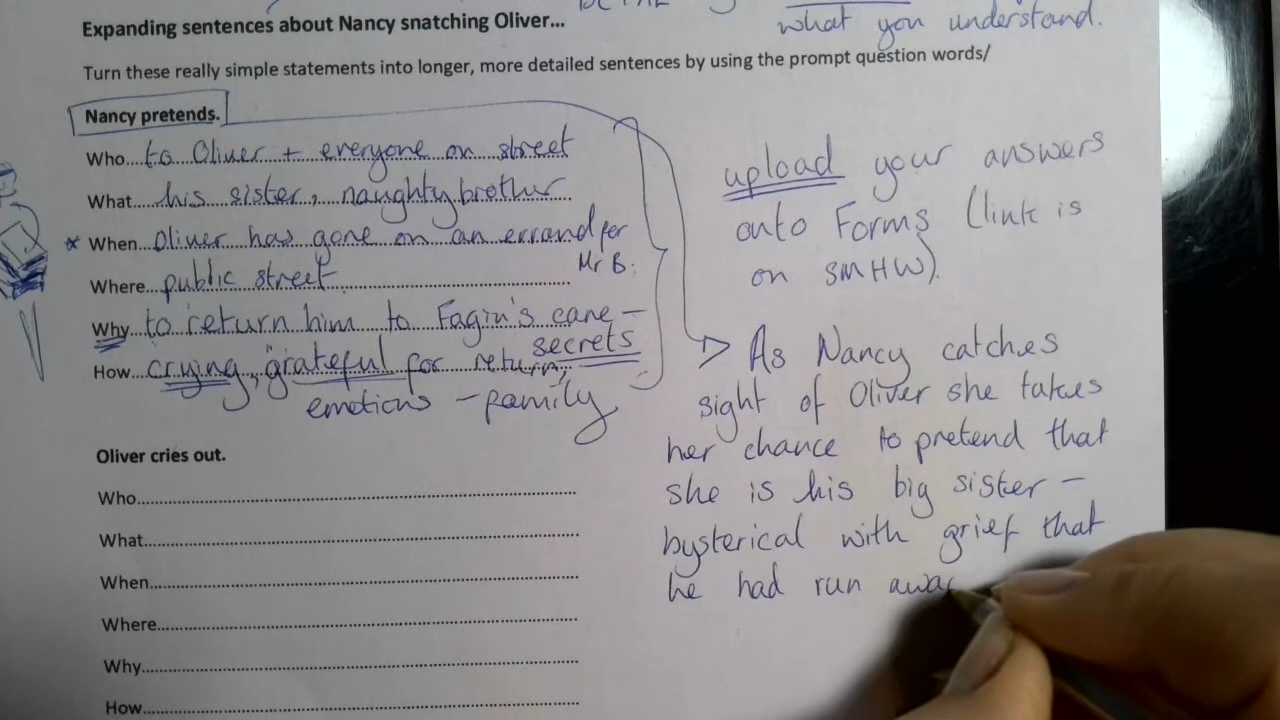 Expanding sentences about Nancy snatching Oliver...
what you understand.
Turn these really simple statements into longer, more detailed sentences by using the prompt question words/
Nancy pretends.
Who...to Oliver + everyone on street
What...his sister, naughty brother
* When...Oliver has gone on an errand for
Mr B.
Where...public street
Why...to return him to Fagin's cane –
secrets
How...crying, grateful for return,
emotions – family
upload your answers
onto Forms (link is
on SMHW).
As Nancy catches
sight of Oliver she takes
her chance to pretend that
she is his big sister –
hysterical with grief that
he had run awa
Oliver cries out.
Who
What
When
Where
Why
How